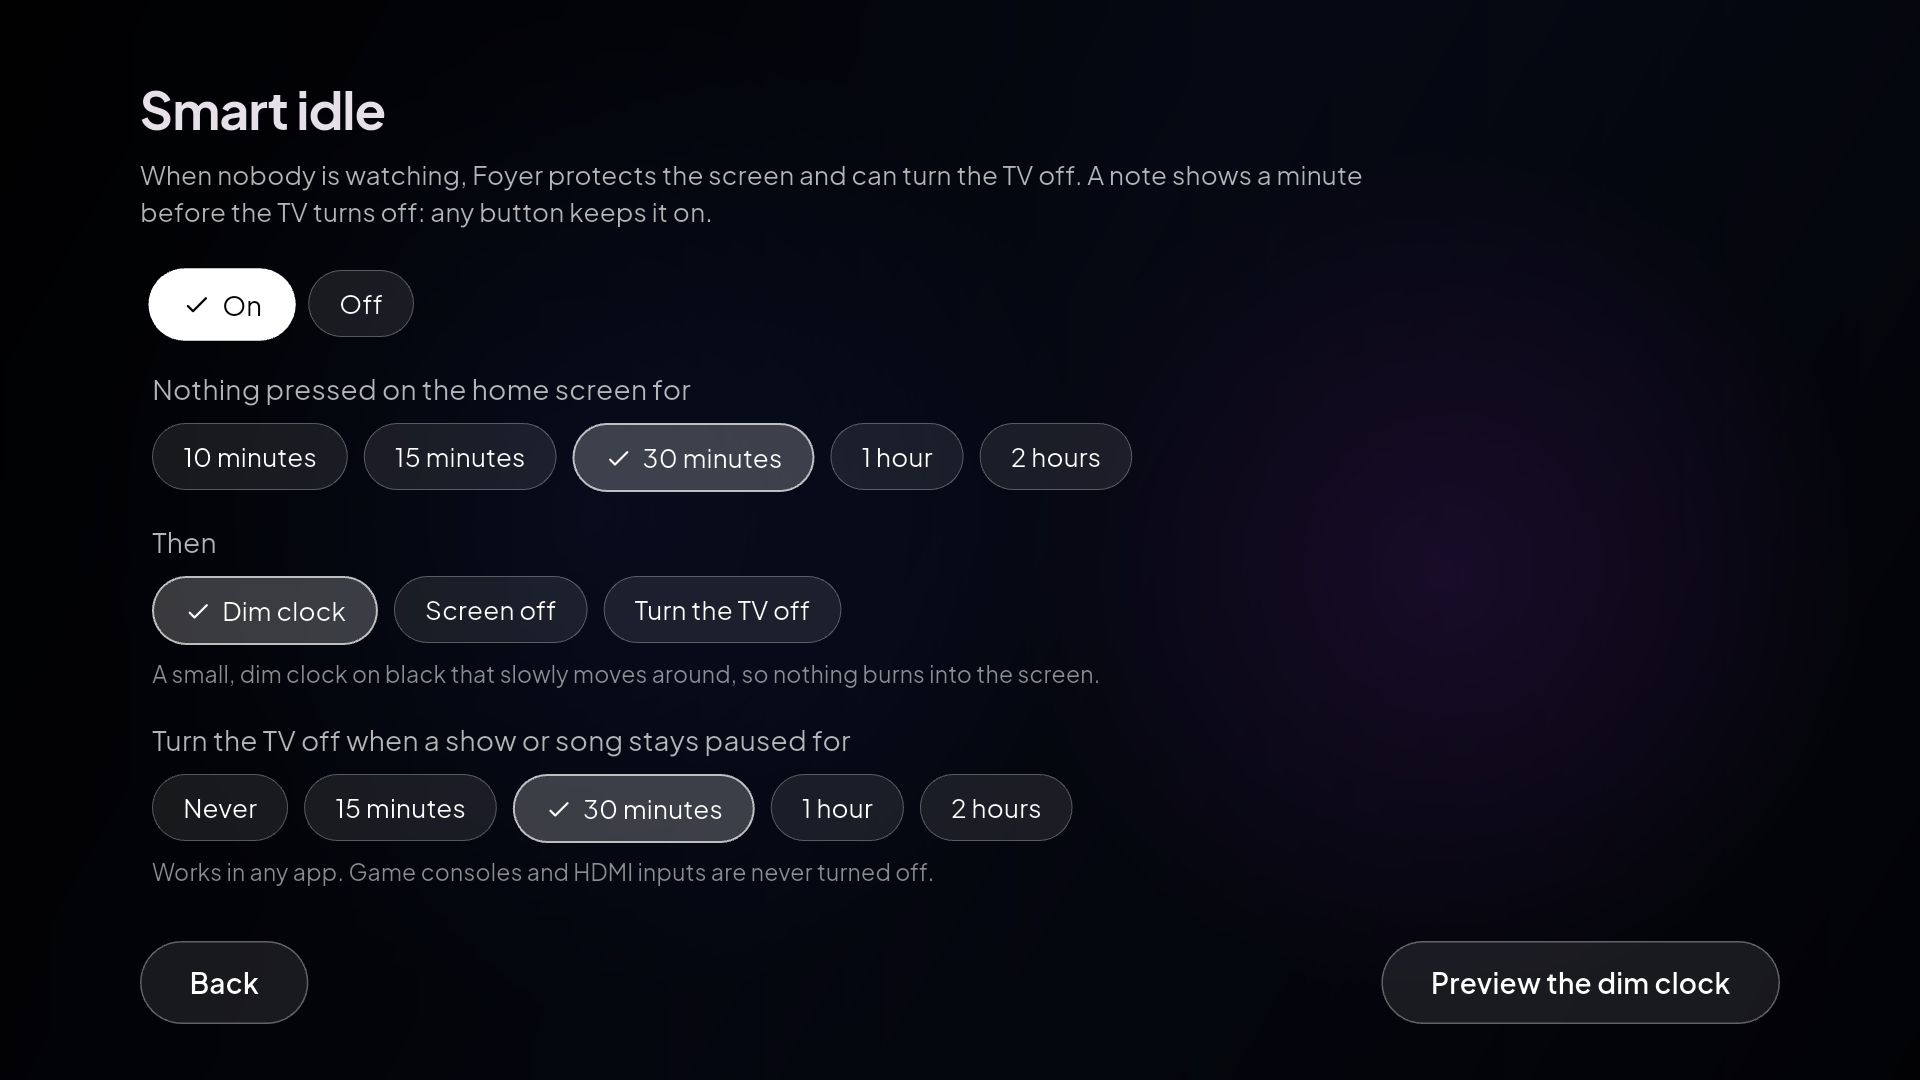 Smart idle
When nobody is watching, Foyer protects the screen and can turn the TV off. A note shows a minute
before the TV turns off: any button keeps it on.
On Off
Nothing pressed on the home screen for
10 minutes 15 minutes 30 minutes 1 hour 2 hours
Then
Dim clock Screen off Turn the TV off
A small, dim clock on black that slowly moves around, so nothing burns into the screen.
Turn the TV off when a show or song stays paused for
Never 15 minutes 30 minutes 1 hour 2 hours
Works in any app. Game consoles and HDMI inputs are never turned off.
Back Preview the dim clock